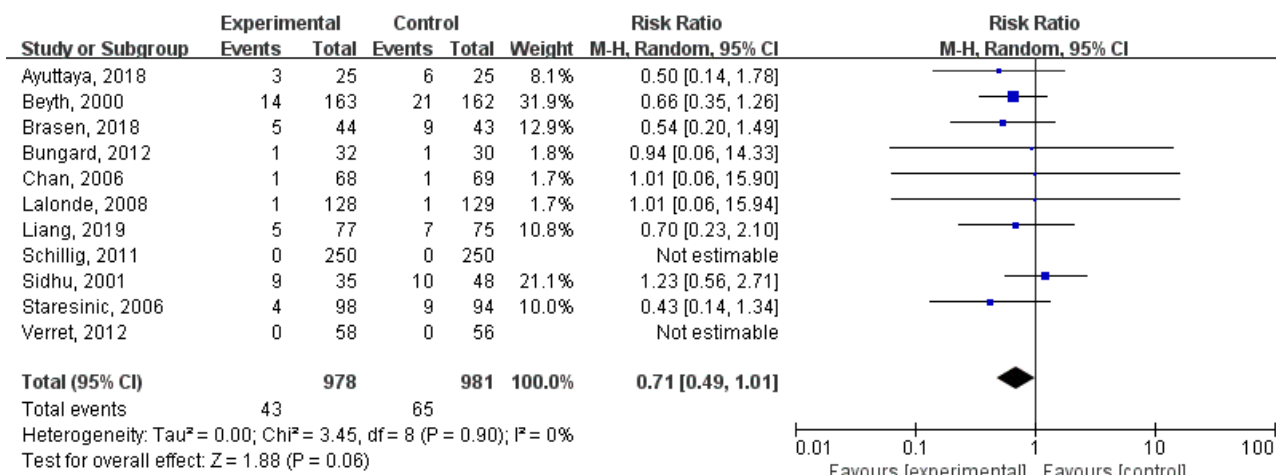 Experimental Control Risk Ratio Risk Ratio
Study or Subgroup Events Total Events Total Weight M-H, Random, 95% CI M-H, Random, 95% CI
Ayuttaya, 2018 3 25 6 25 8.1% 0.50 [0.14, 1.78]
Beyth, 2000 14 163 21 162 31.9% 0.66 [0.35, 1.26]
Brasen, 2018 5 44 9 43 12.9% 0.54 [0.20, 1.49]
Bungard, 2012 1 32 1 30 1.8% 0.94 [0.06, 14.33]
Chan, 2006 1 68 1 69 1.7% 1.01 [0.06, 15.90]
Lalonde, 2008 1 128 1 129 1.7% 1.01 [0.06, 15.94]
Liang, 2019 5 77 7 75 10.8% 0.70 [0.23, 2.10]
Schillig, 2011 0 250 0 250 Not estimable
Sidhu, 2001 9 35 10 48 21.1% 1.23 [0.56, 2.71]
Staresinic, 2006 4 98 9 94 10.0% 0.43 [0.14, 1.34]
Verret, 2012 0 58 0 56 Not estimable
Total (95% CI) 978 981 100.0% 0.71 [0.49, 1.01]
Total events 43 65
Heterogeneity: Tau² = 0.00; Chi² = 3.45, df = 8 (P = 0.90); I² = 0%
Test for overall effect: Z = 1.88 (P = 0.06)
0.01 0.1 1 10 100
Favours [experimental] Favours [control]